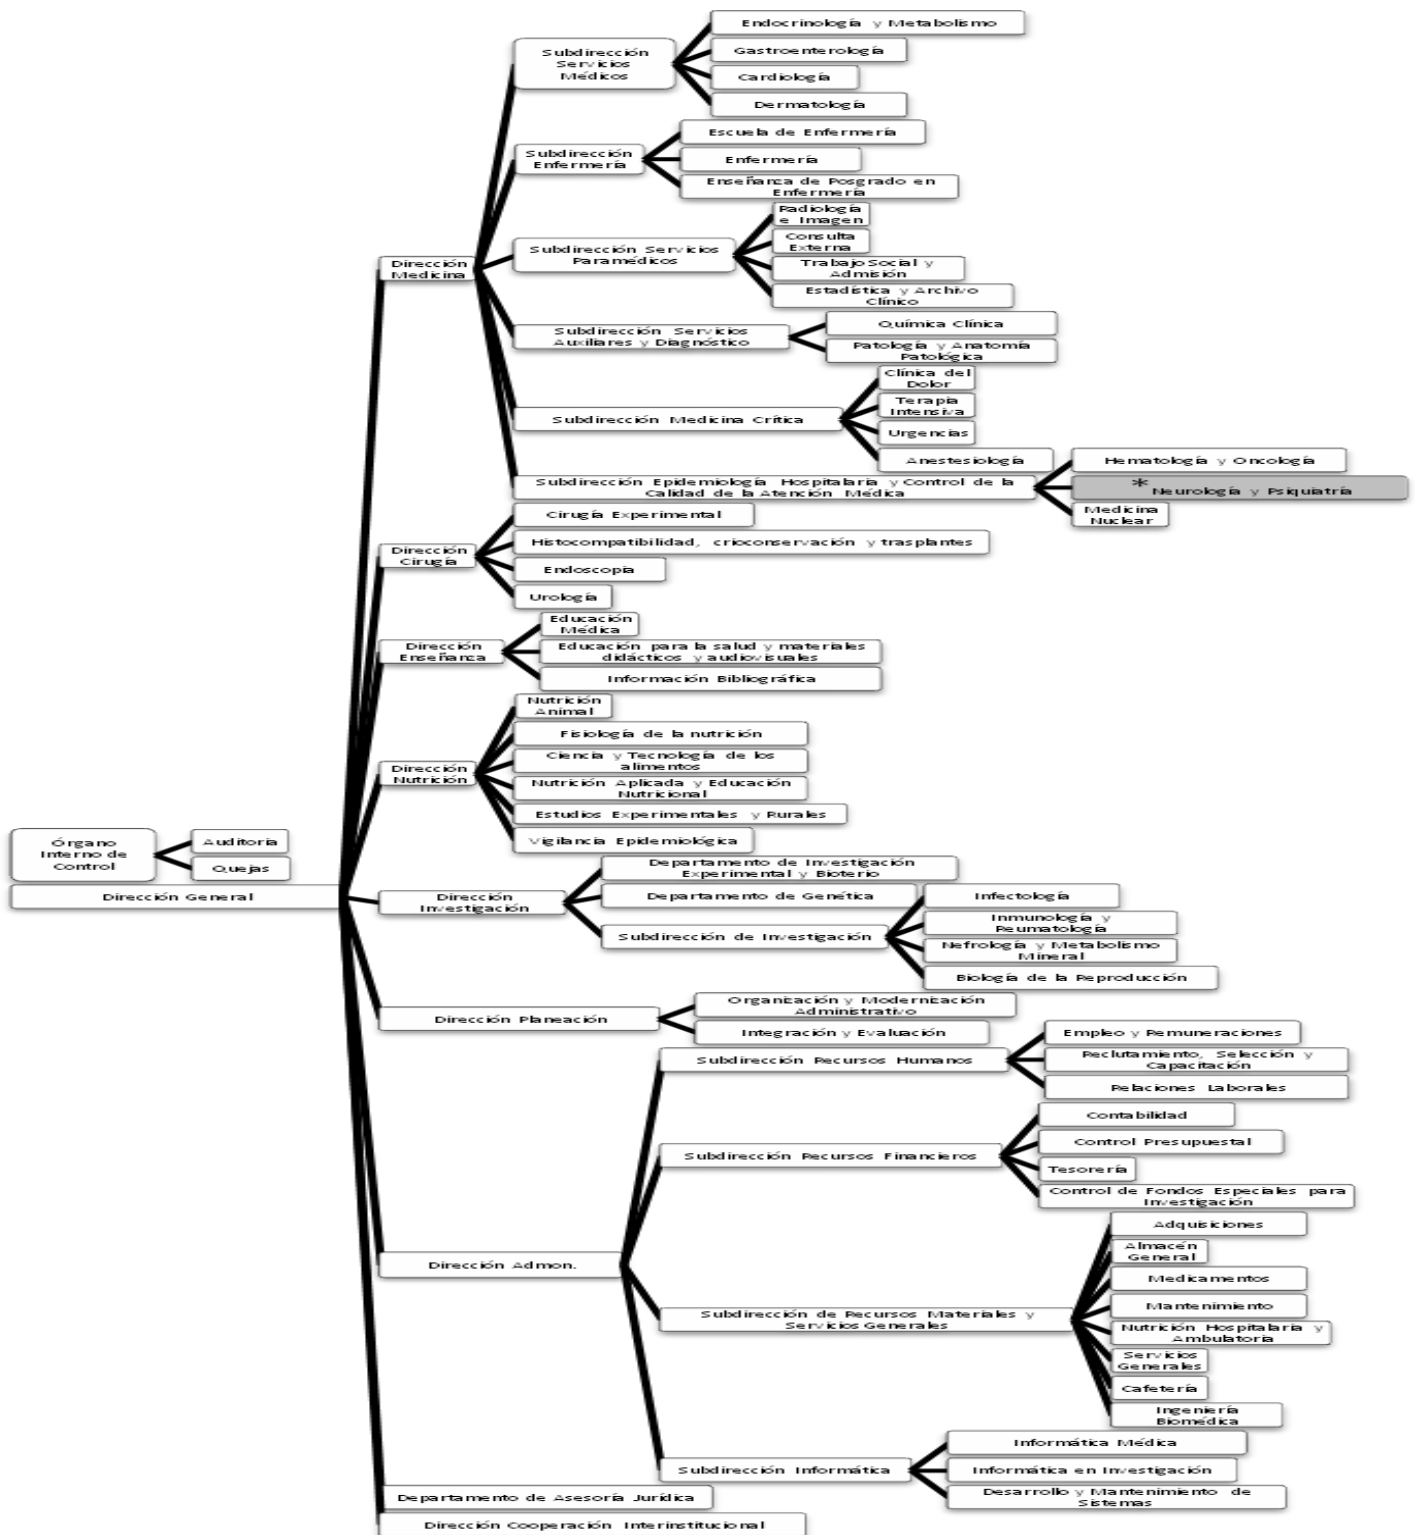 Endocrinología y Metabolismo
Subdirección
Servicios
Médicos
Gastroenterología
Cardiología
Dermatología
Escuela de Enfermería
Subdirección
Enfermería
Enfermería
Enseñanza de Posgrado en
Enfermería
Radiología
e Imagen
Consulta
Externa
Subdirección Servicios
Paramédicos
Trabajo Social y
Admisión
Estadística y Archivo
Clínico
Dirección
Medicina
Química Clínica
Subdirección Servicios
Auxiliares y Diagnóstico
Patología y Anatomía
Patológica
Clínica del
Dolor
Terapia
Intensiva
Subdirección Medicina Crítica
Urgencias
Anestesiología
Hematología y Oncología
Subdirección Epidemiología Hospitalaria y Control de la
Calidad de la Atención Médica
* Neurología y Psiquiatría
Medicina
Nuclear
Cirugía Experimental
Histocompatibilidad, crioconservación y trasplantes
Dirección
Cirugía
Endoscopia
Urología
Educación
Médica
Dirección
Enseñanza
Educación para la salud y materiales
didácticos y audiovisuales
Información Bibliográfica
Nutrición
Animal
Fisiología de la nutrición
Ciencia y Tecnología de los
alimentos
Dirección
Nutrición
Nutrición Aplicada y Educación
Nutricional
Estudios Experimentales y Rurales
Vigilancia Epidemiológica
Órgano
Interno de
Control
Auditoria
Quejas
Dirección General
Departamento de Investigación
Experimental y Bioterio
Dirección
Investigación
Departamento de Genética
Infectología
Subdirección de Investigación
Inmunología y
Reumatología
Nefrología y Metabolismo
Mineral
Biología de la Reproducción
Organización y Modernización
Administrativo
Dirección Planeación
Integración y Evaluación
Empleo y Remuneraciones
Subdirección Recursos Humanos
Reclutamiento, Selección y
Capacitación
Relaciones Laborales
Contabilidad
Control Presupuestal
Subdirección Recursos Financieros
Tesorería
Control de Fondos Especiales para
Investigación
Dirección Admon.
Adquisiciones
Almacén
General
Medicamentos
Mantenimiento
Subdirección de Recursos Materiales y
Servicios Generales
Nutrición Hospitalaria y
Ambulatoria
Servicios
Generales
Cafetería
Ingeniería
Biomédica
Informática Médica
Subdirección Informática
Informática en Investigación
Desarrollo y Mantenimiento de
Sistemas
Departamento de Asesoría Jurídica
Dirección Cooperación Interinstitucional